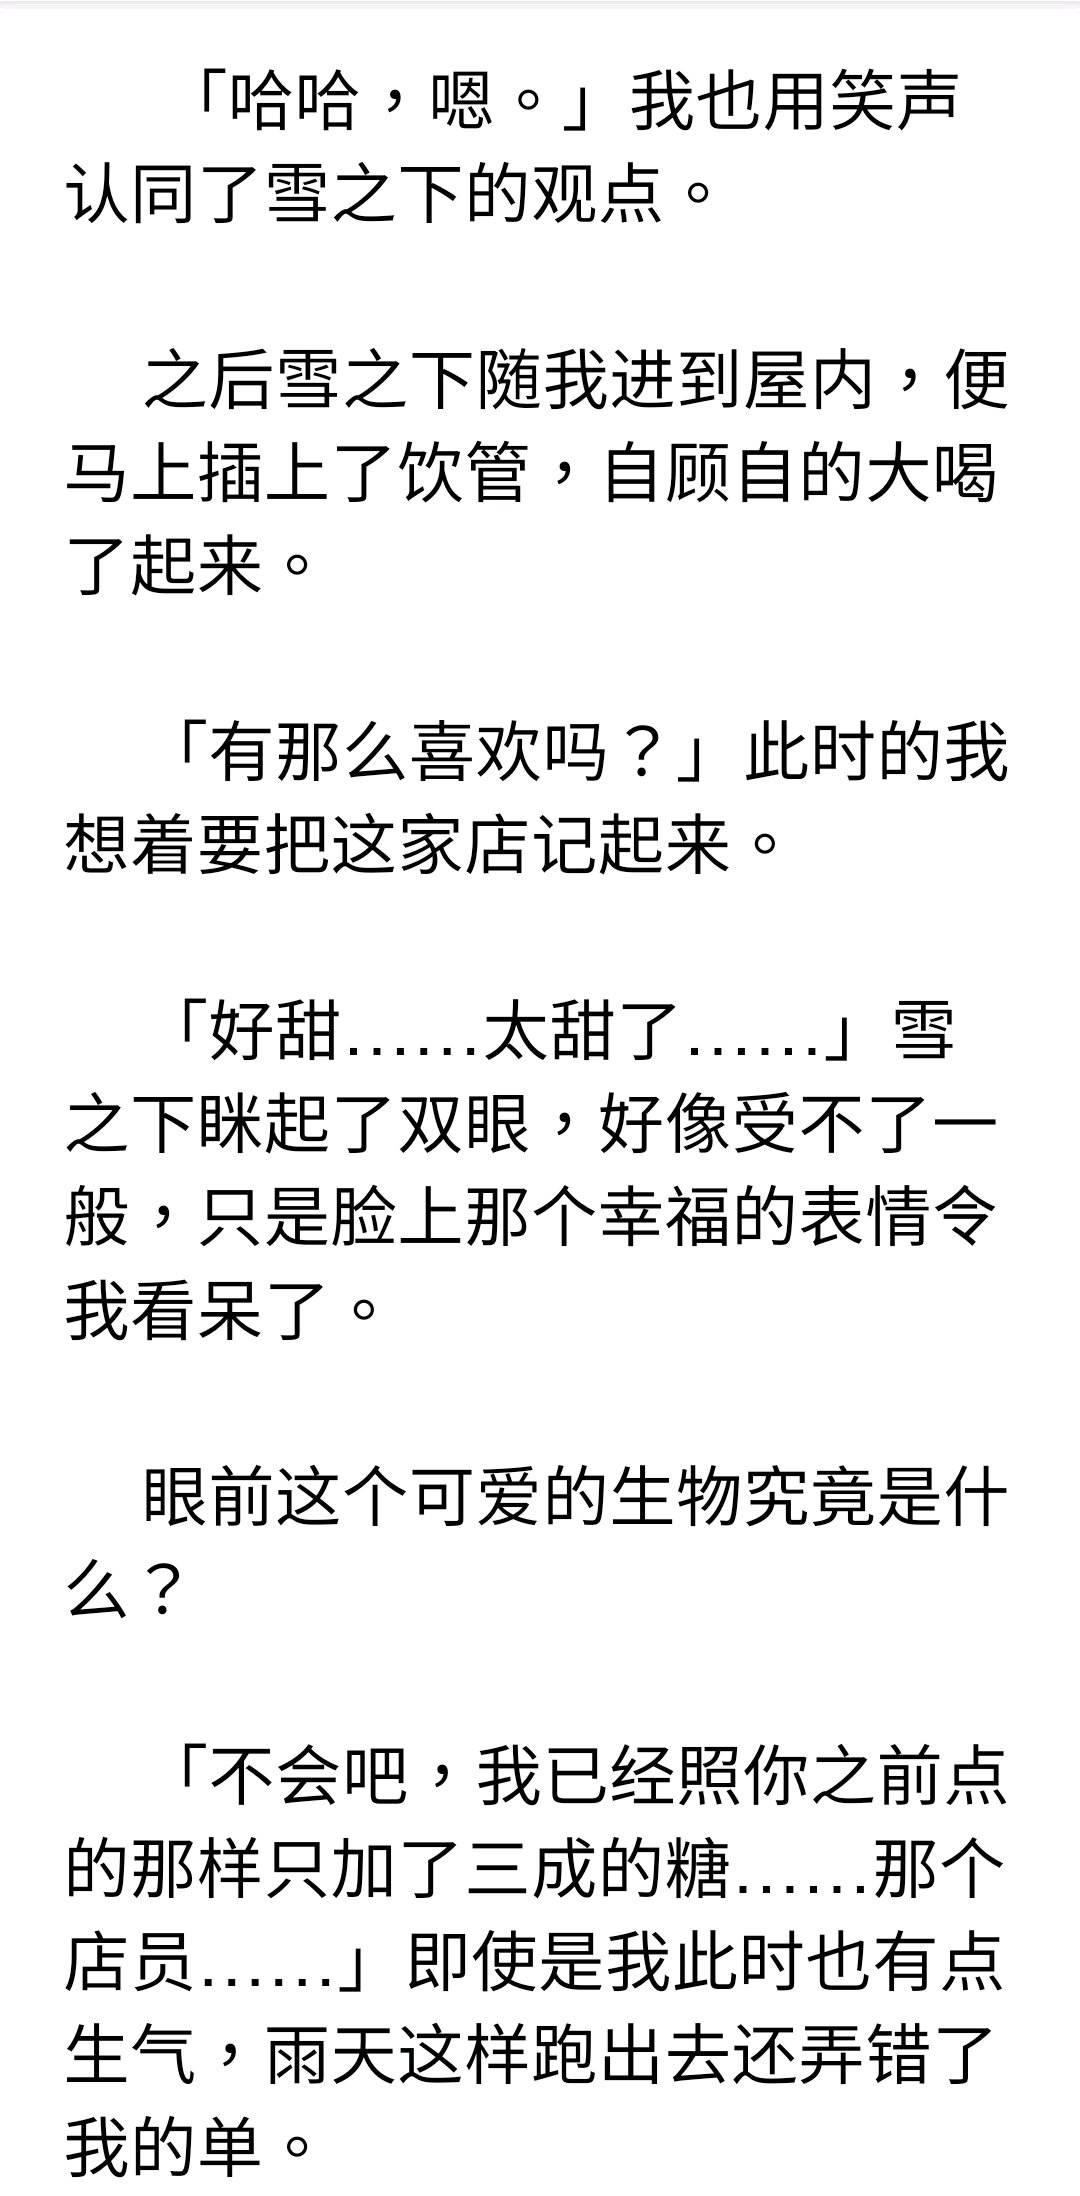 「哈哈，嗯。」我也用笑声
认同了雪之下的观点。
之后雪之下随我进到屋内，便
马上插上了饮管，自顾自的大喝
了起来。
「有那么喜欢吗？」此时的我
想着要把这家店记起来。
「好甜......太甜了......」雪
之下眯起了双眼，好像受不了一
般，只是脸上那个幸福的表情令
我看呆了。
眼前这个可爱的生物究竟是什
么？
「不会吧，我已经照你之前点
的那样只加了三成的糖......那个
店员......」即使是我此时也有点
生气，雨天这样跑出去还弄错了
我的单。